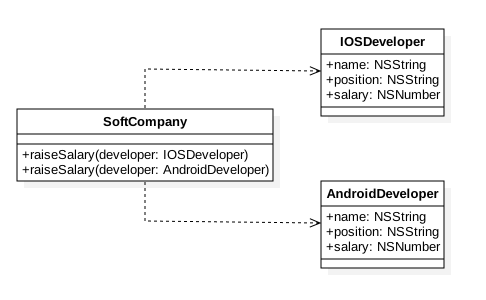 IOSDeveloper
+name: NSString
+position: NSString
+salary: NSNumber
SoftCompany
+raiseSalary(developer: IOSDeveloper)
+raiseSalary(developer: AndroidDeveloper)
AndroidDeveloper
+name: NSString
+position: NSString
+salary: NSNumber